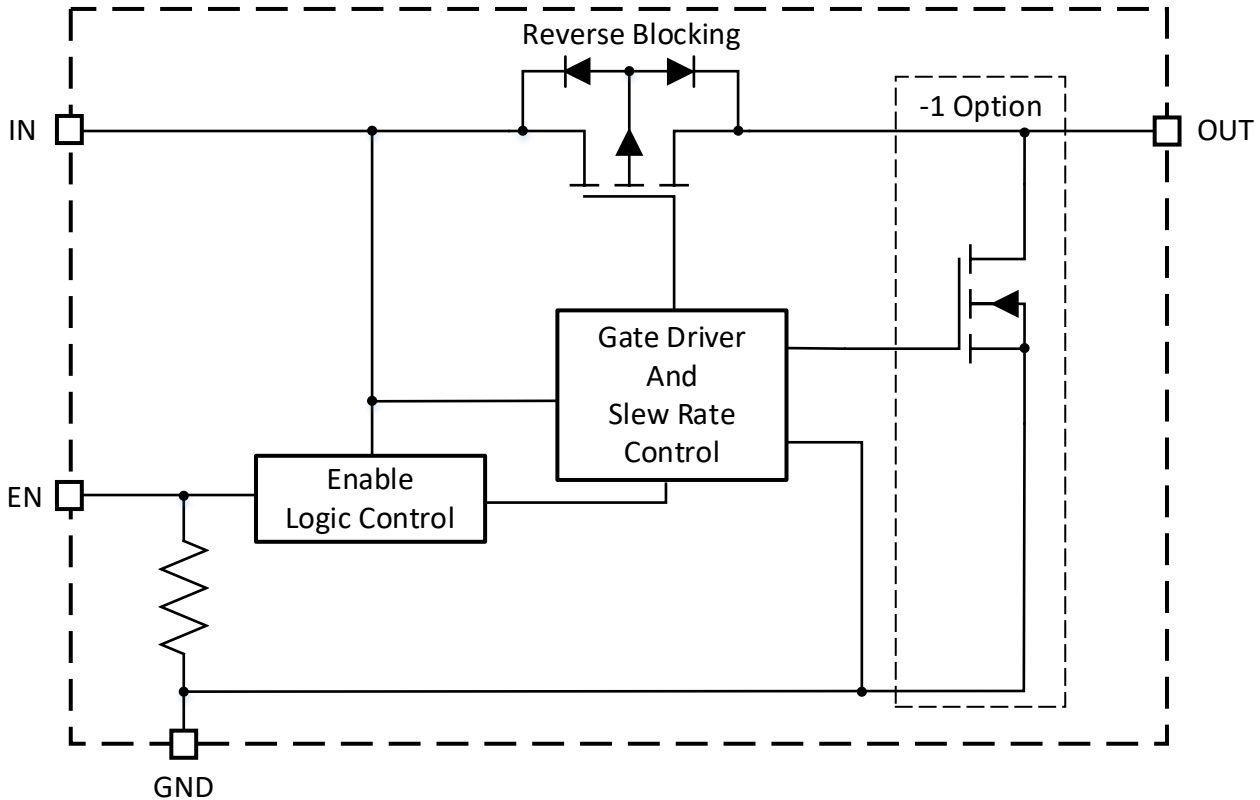 Reverse Blocking
-1 Option
IN
OUT
Gate Driver
And
Slew Rate
Control
Enable
Logic Control
EN
GND